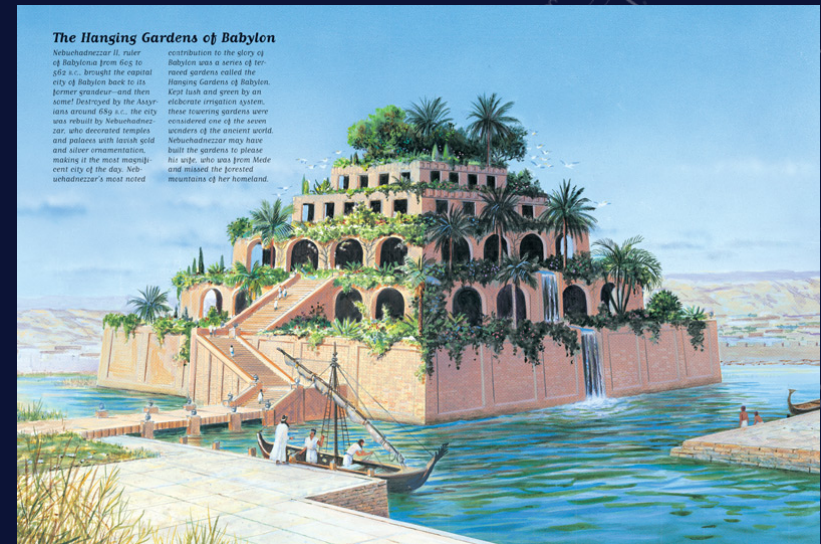 The Hanging Gardens of Babylon
Nebuchadnezzar II, ruler
of Babylonia from 605 to
562 B.C., brought the capital
city of Babylon back to its
former grandeur—and then
some! Destroyed by the Assyr-
ians around 689 B.C., the city
was rebuilt by Nebuchadnez-
zar, who decorated temples
and palaces with lavish gold
and silver ornamentation,
making it the most magnifi-
cent city of the day. Neb-
uchadnezzar's most noted
contribution to the glory of
Babylon was a series of ter-
raced gardens called the
Hanging Gardens of Babylon.
Kept lush and green by an
elaborate irrigation system,
these towering gardens were
considered one of the seven
wonders of the ancient world.
Nebuchadnezzar may have
built the gardens to please
his wife, who was from Mede
and missed the forested
mountains of her homeland.